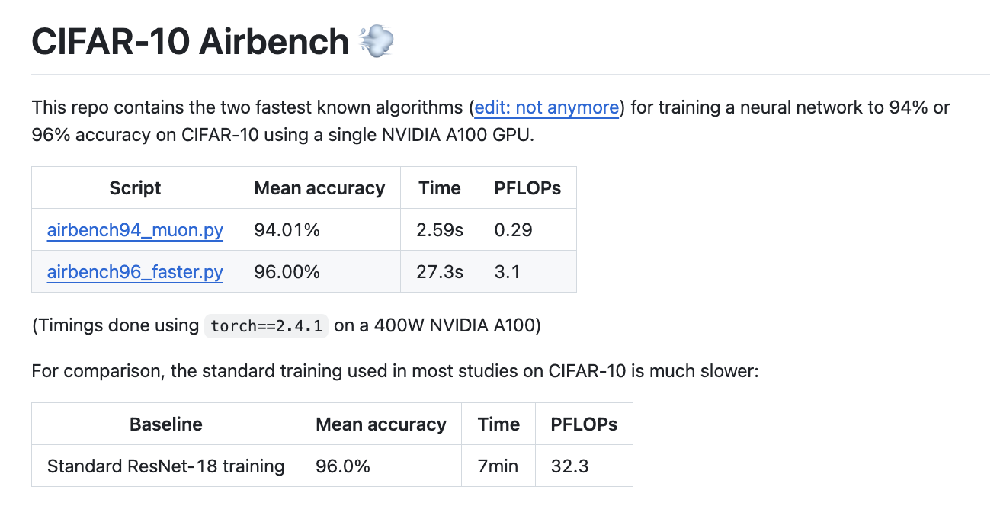 CIFAR-10 Airbench 💨
This repo contains the two fastest known algorithms (edit: not anymore) for training a neural network to 94% or
96% accuracy on CIFAR-10 using a single NVIDIA A100 GPU.
Script Mean accuracy Time PFLOPs
airbench94_muon.py 94.01% 2.59s 0.29
airbench96_faster.py 96.00% 27.3s 3.1
(Timings done using torch==2.4.1 on a 400W NVIDIA A100)
For comparison, the standard training used in most studies on CIFAR-10 is much slower:
Baseline Mean accuracy Time PFLOPs
Standard ResNet-18 training 96.0% 7min 32.3